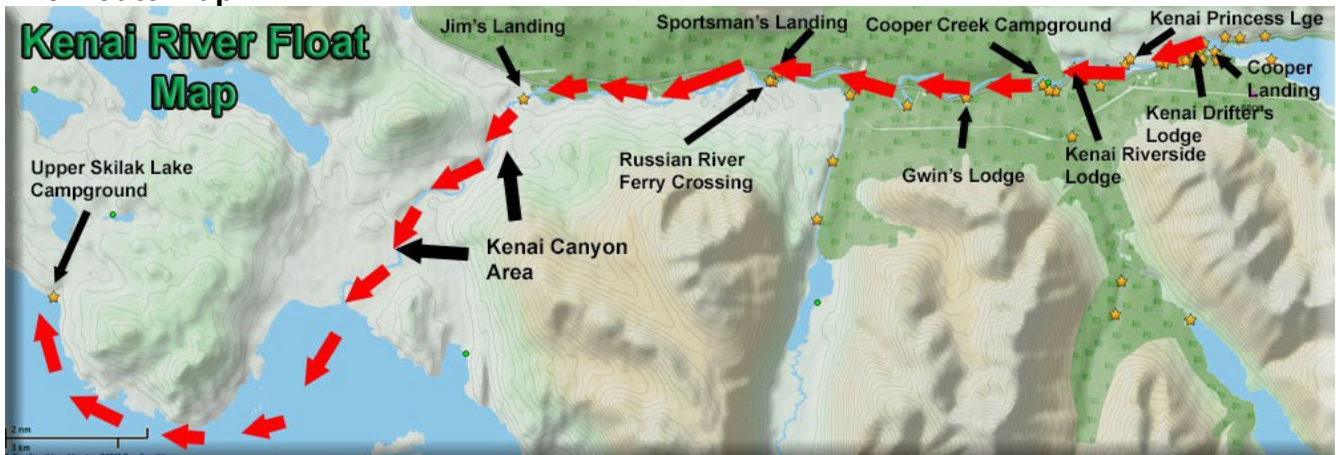 Kenai River Float
Map
Jim's Landing
Sportsman's Landing
Cooper Creek Campground
Kenai Princess Lge
Cooper
Landing
Kenai Drifter's
Lodge
Kenai Riverside
Lodge
Gwin's Lodge
Russian River
Ferry Crossing
Upper Skilak Lake
Campground
Kenai Canyon
Area
2 nm
3 km